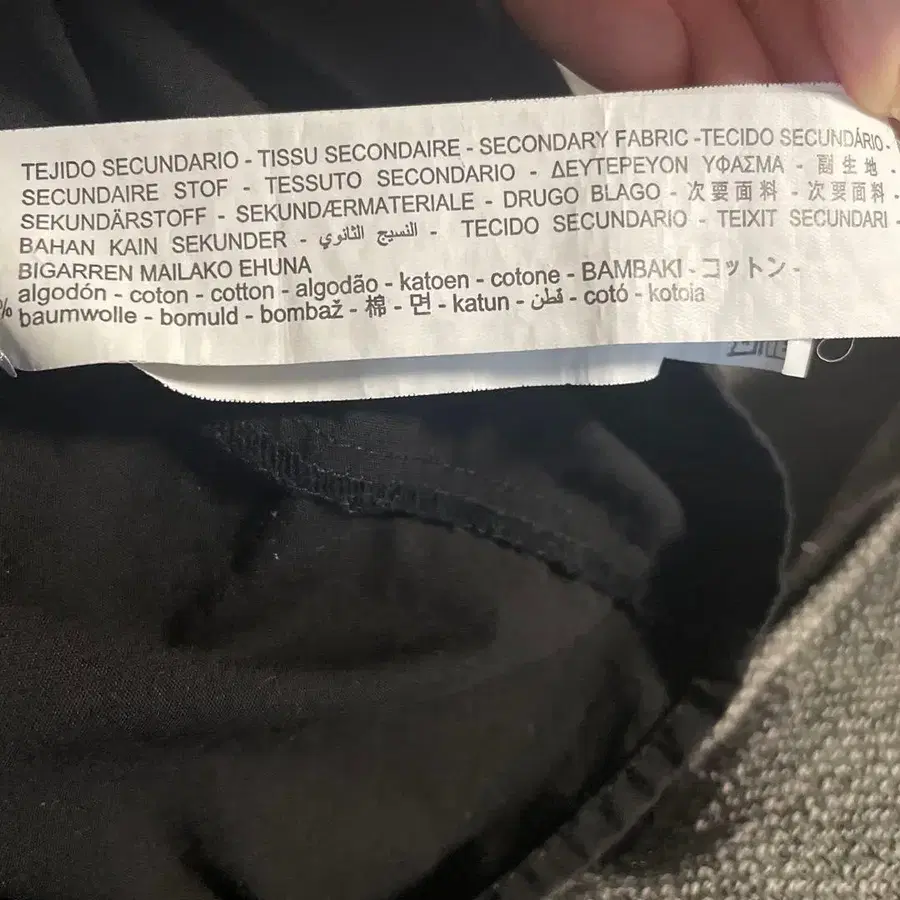 TEJIDO SECUNDARIO - TISSU SECONDAIRE - SECONDARY FABRIC -TECIDO SECUNDÁRIO-
SECUNDAIRE STOF - TESSUTO SECONDARIO - ΔΕΥΤΕΡΕΥΟΝ ΥΦΑΣΜΑ - 副生地 -
SEKUNDÄRSTOFF - SEKUNDÆRMATERIALE - DRUGO BLAGO - 次要面料 - 次要面料 -
BAHAN KAIN SEKUNDER - النسيج الثانوي - TECIDO SECUNDARIO - TEIXIT SECUNDARI -
BIGARREN MAILAKO EHUNA
algodón - coton - cotton - algodão - katoen - cotone - BAMBAKI - コットン -
% baumwolle - bomuld - bombaž - 棉 - 면 - katun - قطن - cotó - kotoia